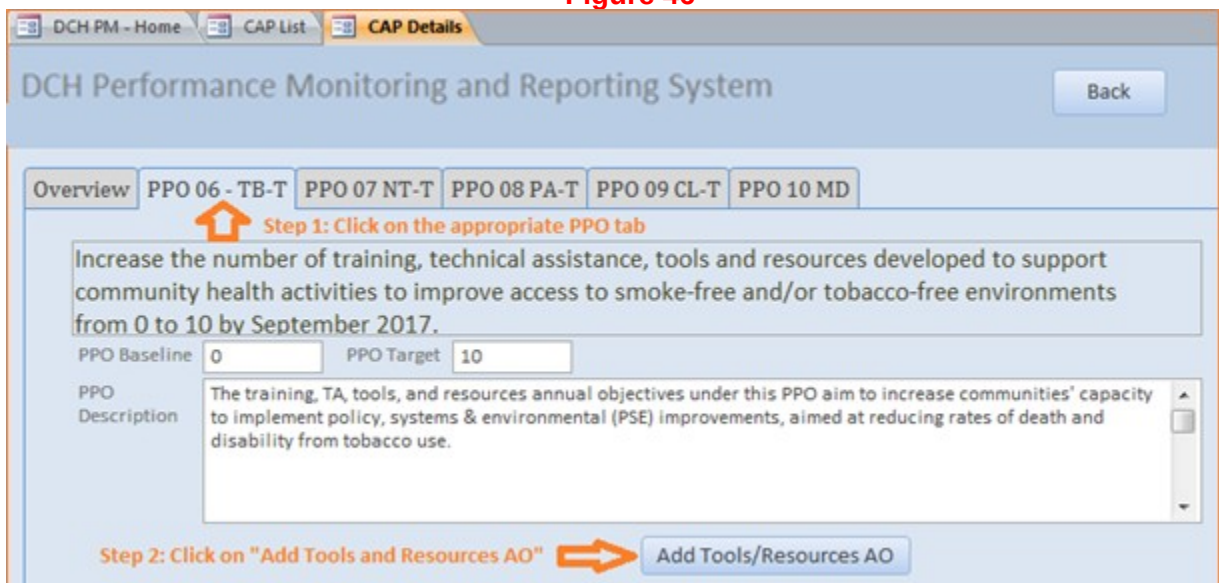 DCH PM - Home CAP List CAP Details
DCH Performance Monitoring and Reporting System Back
Overview PPO 06 - TB-T PPO 07 NT-T PPO 08 PA-T PPO 09 CL-T PPO 10 MD
Step 1: Click on the appropriate PPO tab
Increase the number of training, technical assistance, tools and resources developed to support
community health activities to improve access to smoke-free and/or tobacco-free environments
from 0 to 10 by September 2017.
PPO Baseline 0 PPO Target 10
PPO Description
The training, TA, tools, and resources annual objectives under this PPO aim to increase communities' capacity
to implement policy, systems & environmental (PSE) improvements, aimed at reducing rates of death and
disability from tobacco use.
Step 2: Click on "Add Tools and Resources AO" Add Tools/Resources AO